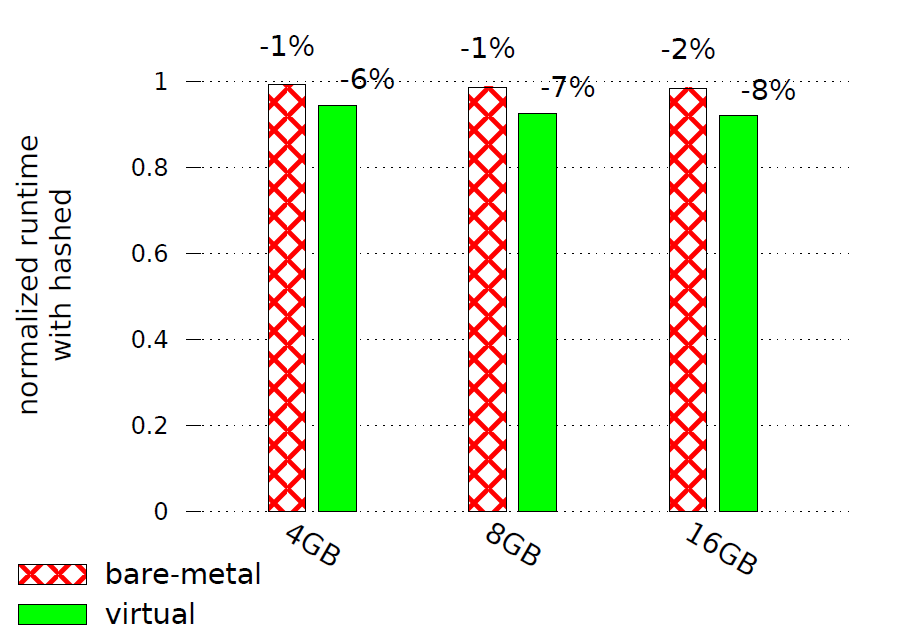 -1%
-1%
-2%
-6%
-7%
-8%
1
0.8
0.6
0.4
0.2
0
normalized runtime
with hashed
4GB
8GB
16GB
bare-metal
virtual